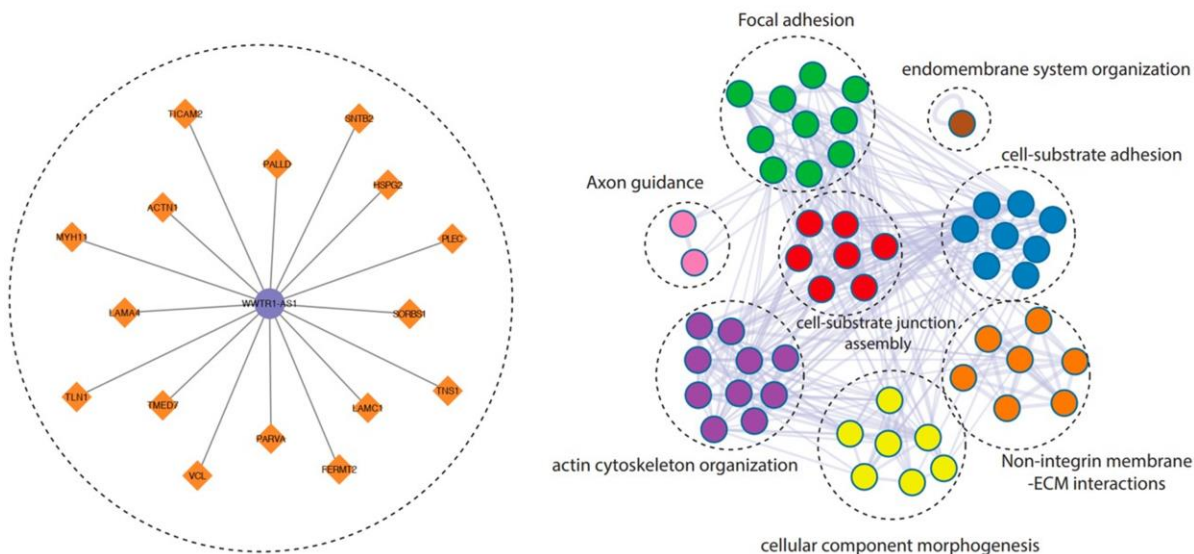 TICAM2
SNTB2
PALLD
HSPG2
ACTN1
MYH11
PLEC
WWTR1-AS1
LAMA4
SORBS1
TLN1
TNS1
TMED7
LAMC1
PARVA
VCL
FERMT2
Focal adhesion
endomembrane system organization
cell-substrate adhesion
Axon guidance
cell-substrate junction
assembly
actin cytoskeleton organization
Non-integrin membrane
-ECM interactions
cellular component morphogenesis